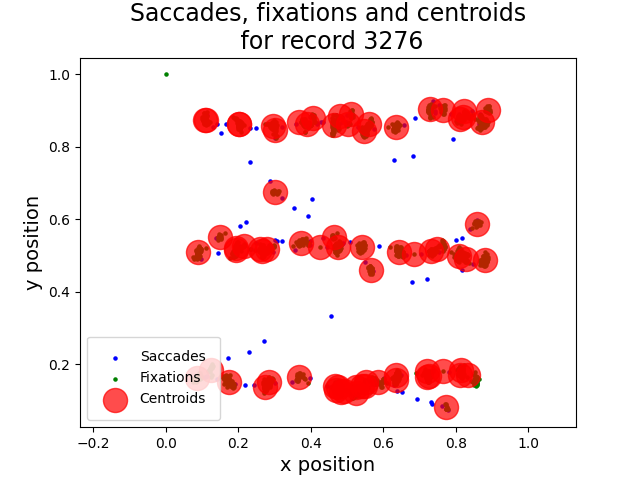 Saccades, fixations and centroids
for record 3276
1.0
0.8
0.6
0.4
0.2
y position
Saccades
Fixations
Centroids
−0.2
0.0
0.2
0.4
0.6
0.8
1.0
x position